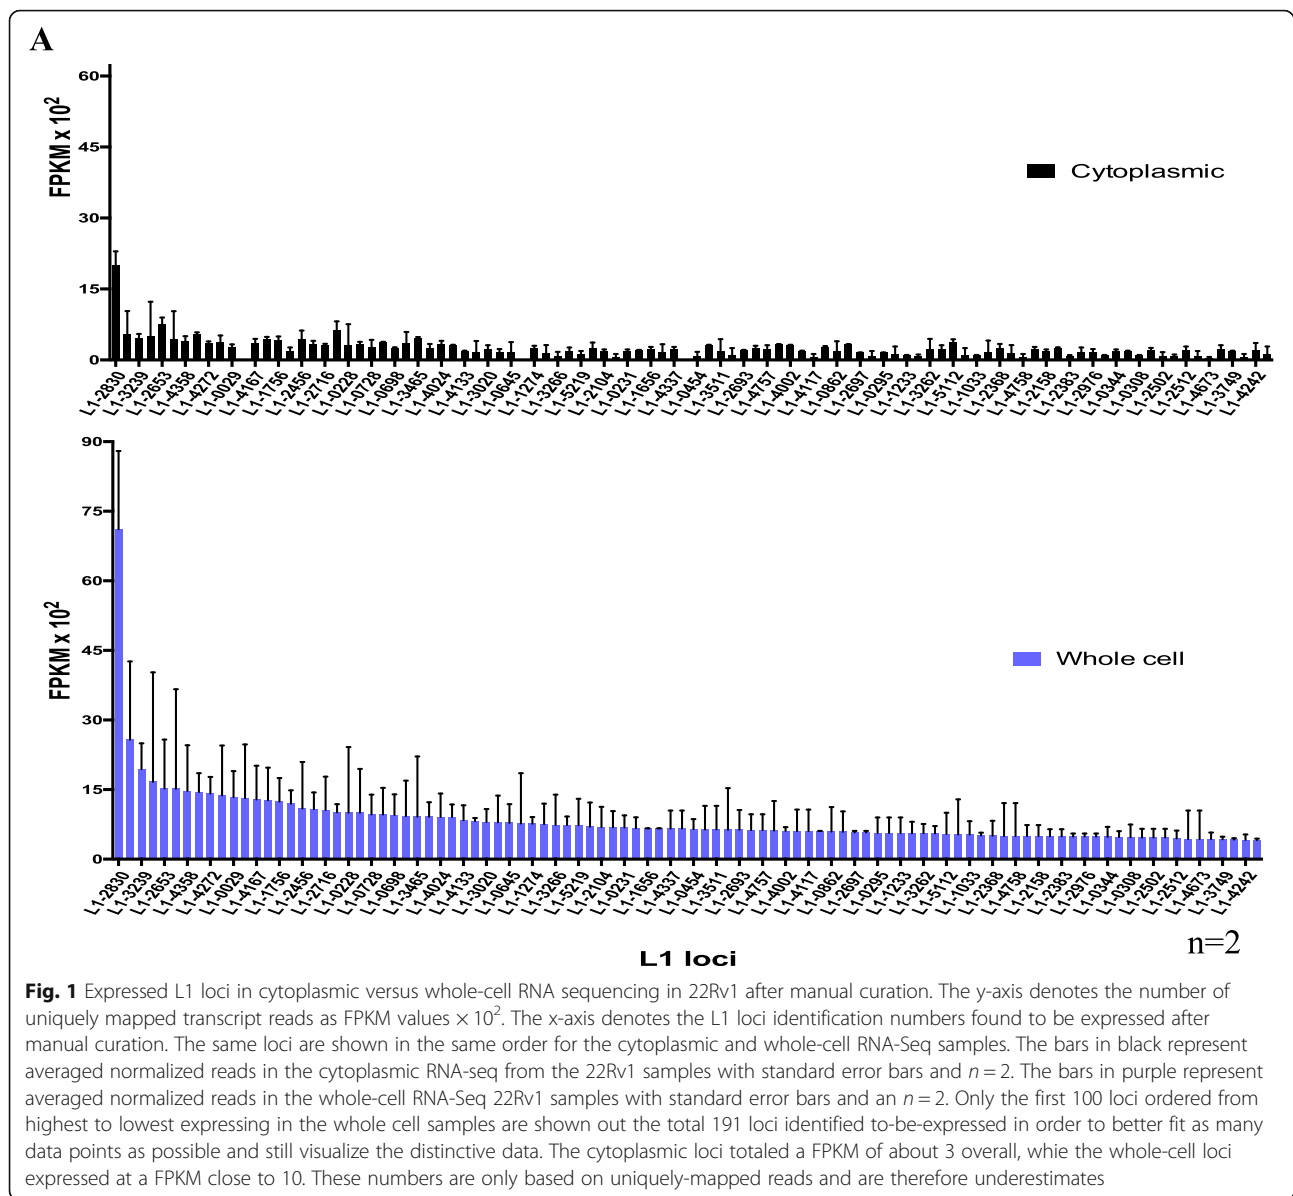 A
60
45
30
15
0
FPKM x 10²
Cytoplasmic
L1-2830 L1-3239 L1-2653 L1-4358 L1-4272 L1-0029 L1-4167 L1-1756 L1-2456 L1-2716 L1-0228 L1-0728 L1-0698 L1-3465 L1-4024 L1-4133 L1-3020 L1-0645 L1-1274 L1-3266 L1-5219 L1-2104 L1-0231 L1-1656 L1-4337 L1-0454 L1-3511 L1-2693 L1-4757 L1-4002 L1-4117 L1-0862 L1-2697 L1-0295 L1-1233 L1-3262 L1-5112 L1-1033 L1-2368 L1-4758 L1-2158 L1-2383 L1-2976 L1-0344 L1-0308 L1-2502 L1-2512 L1-4673 L1-3749 L1-4242
90
75
60
45
30
15
0
FPKM x 10²
Whole cell
L1-2830 L1-3239 L1-2653 L1-4358 L1-4272 L1-0029 L1-4167 L1-1756 L1-2456 L1-2716 L1-0228 L1-0728 L1-0698 L1-3465 L1-4024 L1-4133 L1-3020 L1-0645 L1-1274 L1-3266 L1-5219 L1-2104 L1-0231 L1-1656 L1-4337 L1-0454 L1-3511 L1-2693 L1-4757 L1-4002 L1-4117 L1-0862 L1-2697 L1-0295 L1-1233 L1-3262 L1-5112 L1-1033 L1-2368 L1-4758 L1-2158 L1-2383 L1-2976 L1-0344 L1-0308 L1-2502 L1-2512 L1-4673 L1-3749 L1-4242
n=2
L1 loci
Fig. 1 Expressed L1 loci in cytoplasmic versus whole-cell RNA sequencing in 22Rv1 after manual curation. The y-axis denotes the number of
uniquely mapped transcript reads as FPKM values × 10². The x-axis denotes the L1 loci identification numbers found to be expressed after
manual curation. The same loci are shown in the same order for the cytoplasmic and whole-cell RNA-Seq samples. The bars in black represent
averaged normalized reads in the cytoplasmic RNA-seq from the 22Rv1 samples with standard error bars and n = 2. The bars in purple represent
averaged normalized reads in the whole-cell RNA-Seq 22Rv1 samples with standard error bars and an n = 2. Only the first 100 loci ordered from
highest to lowest expressing in the whole cell samples are shown out the total 191 loci identified to-be-expressed in order to better fit as many
data points as possible and still visualize the distinctive data. The cytoplasmic loci totaled a FPKM of about 3 overall, whie the whole-cell loci
expressed at a FPKM close to 10. These numbers are only based on uniquely-mapped reads and are therefore underestimates